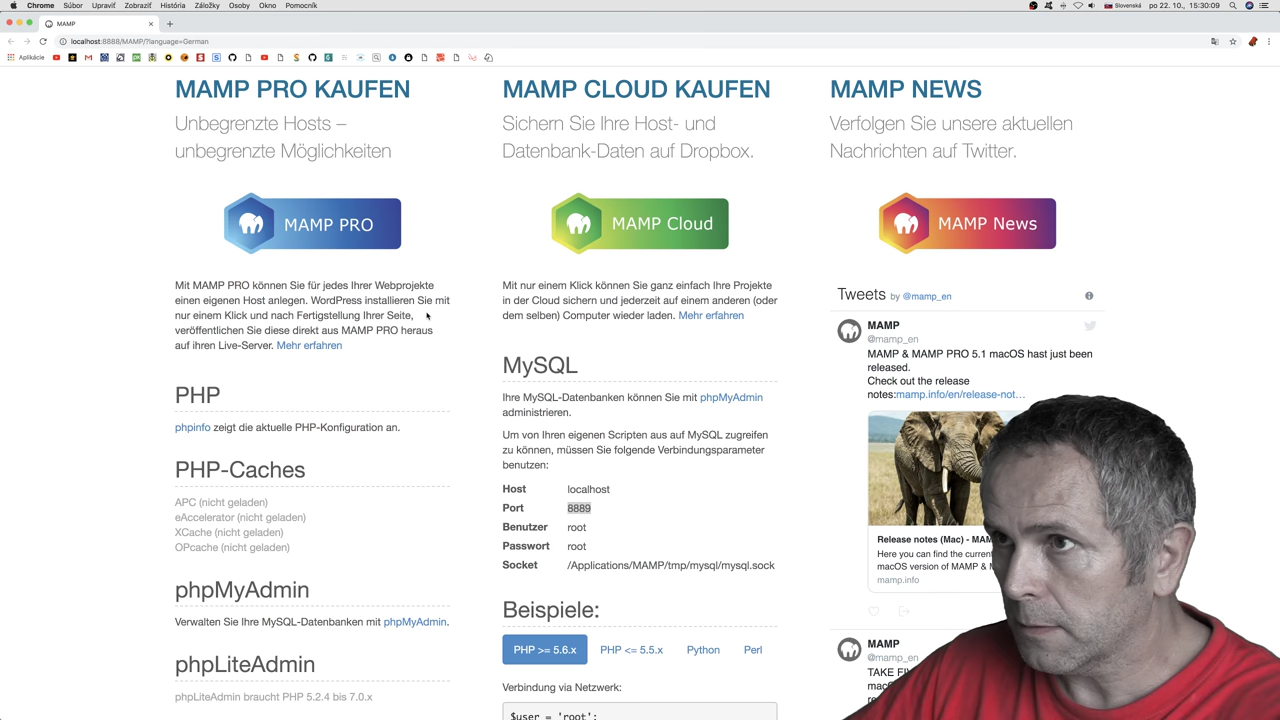 Chrome Súbor Upraviť Zobraziť História Záložky Osoby Okno Pomocník
Slovenská po 22. 10., 15:30:09
MAMP
localhost:8888/MAMP/?language=German
Aplikácie
MAMP PRO KAUFEN
Unbegrenzte Hosts –
unbegrenzte Möglichkeiten
MAMP PRO
Mit MAMP PRO können Sie für jedes Ihrer Webprojekte
einen eigenen Host anlegen. WordPress installieren Sie mit
nur einem Klick und nach Fertigstellung Ihrer Seite,
veröffentlichen Sie diese direkt aus MAMP PRO heraus
auf ihren Live-Server. Mehr erfahren
PHP
phpinfo zeigt die aktuelle PHP-Konfiguration an.
PHP-Caches
APC (nicht geladen)
eAccelerator (nicht geladen)
XCache (nicht geladen)
OPcache (nicht geladen)
phpMyAdmin
Verwalten Sie Ihre MySQL-Datenbanken mit phpMyAdmin.
phpLiteAdmin
phpLiteAdmin braucht PHP 5.2.4 bis 7.0.x
MAMP CLOUD KAUFEN
Sichern Sie Ihre Host- und
Datenbank-Daten auf Dropbox.
MAMP Cloud
Mit nur einem Klick können Sie ganz einfach Ihre Projekte
in der Cloud sichern und jederzeit auf einem anderen (oder
dem selben) Computer wieder laden. Mehr erfahren
MySQL
Ihre MySQL-Datenbanken können Sie mit phpMyAdmin
administrieren.
Um von Ihren eigenen Scripten aus auf MySQL zugreifen
zu können, müssen Sie folgende Verbindungsparameter
benutzen:
Host localhost
Port 8889
Benutzer root
Passwort root
Socket /Applications/MAMP/tmp/mysql/mysql.sock
Beispiele:
PHP >= 5.6.x PHP <= 5.5.x Python Perl
Verbindung via Netzwerk:
$user = 'root';
MAMP NEWS
Verfolgen Sie unsere aktuellen
Nachrichten auf Twitter.
MAMP News
Tweets by @mamp_en
MAMP
@mamp_en
MAMP & MAMP PRO 5.1 macOS hast just been
released.
Check out the release
notes:mamp.info/en/release-not…
Release notes (Mac) - MAM
Here you can find the current
macOS version of MAMP &
mamp.info
MAMP
@mamp_en
TAKE